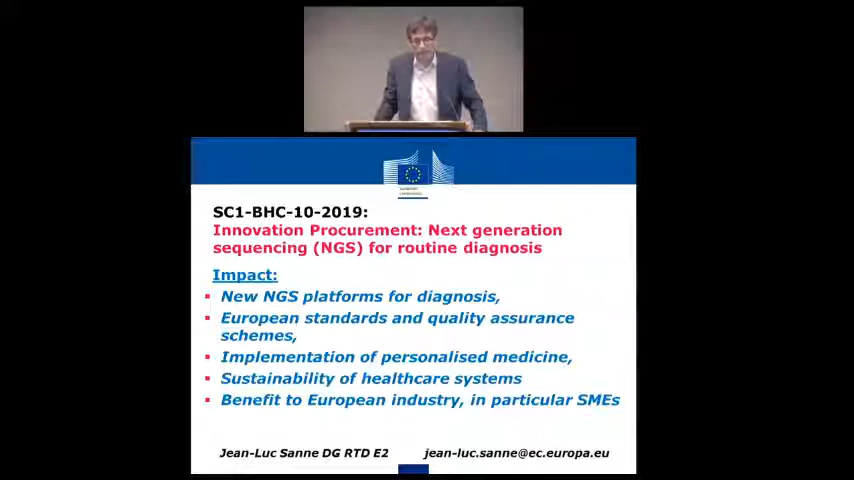 SC1-BHC-10-2019:
Innovation Procurement: Next generation
sequencing (NGS) for routine diagnosis
Impact:
New NGS platforms for diagnosis,
European standards and quality assurance
schemes,
Implementation of personalised medicine,
Sustainability of healthcare systems
Benefit to European industry, in particular SMEs
Jean-Luc Sanne DG RTD E2 jean-luc.sanne@ec.europa.eu